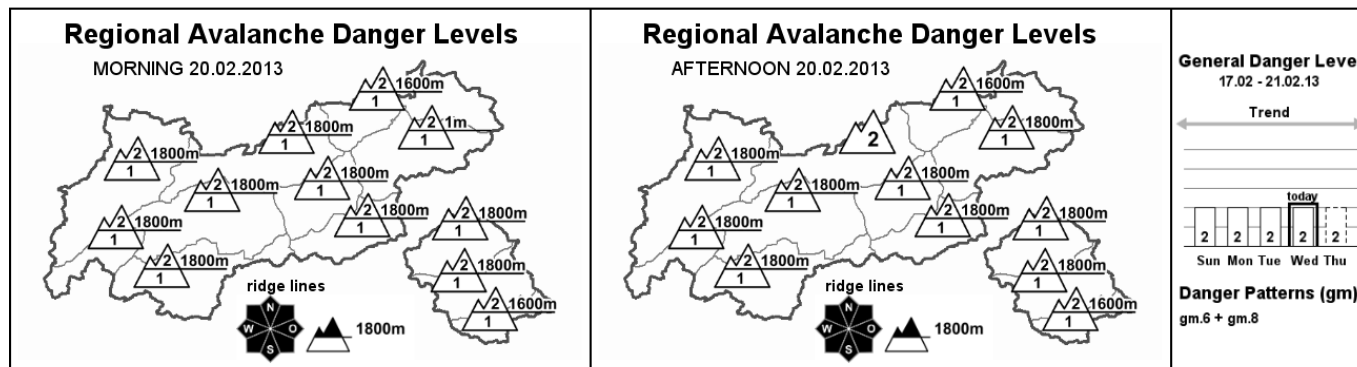 Regional Avalanche Danger Levels
MORNING 20.02.2013
2 1600m
1
2 1800m
1
2 1m
1
2 1800m
1
2 1800m
1
2 1800m
1
2 1800m
1
2 1800m
1
2 1800m
1
2 1800m
1
2 1800m
1
2 1600m
1
ridge lines
N
W O
S
1800m
Regional Avalanche Danger Levels
AFTERNOON 20.02.2013
2 1600m
1
2
2 1800m
1
2 1800m
1
2 1800m
1
2 1800m
1
2 1800m
1
2 1800m
1
2 1800m
1
2 1800m
1
2 1800m
1
2 1600m
1
ridge lines
N
W O
S
1800m
General Danger Leve
17.02 - 21.02.13
Trend
today
2 2 2 2 2
Sun Mon Tue Wed Thu
Danger Patterns (gm)
gm.6 + gm.8